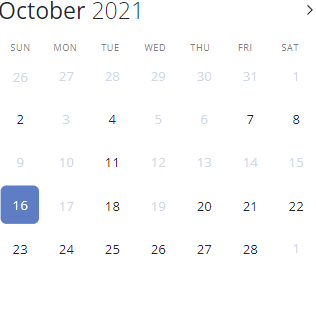 October 2021
SUN MON TUE WED THU FRI SAT
26 27 28 29 30 31 1
2 3 4 5 6 7 8
9 10 11 12 13 14 15
16 17 18 19 20 21 22
23 24 25 26 27 28 1